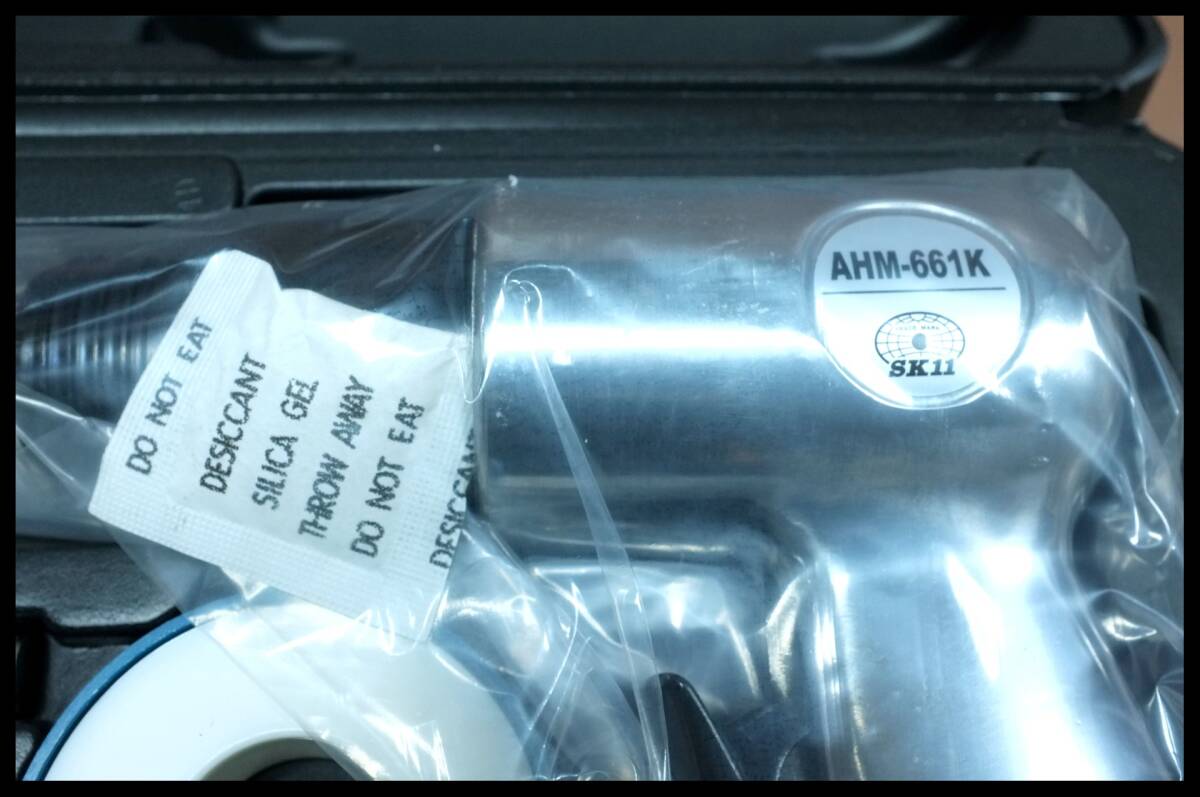 AHM-661K
TRADE MARK
SK11
DO NOT EAT
DESICCANT
SILICA GEL
THROW AWAY
DO NOT EAT
DESICCANT